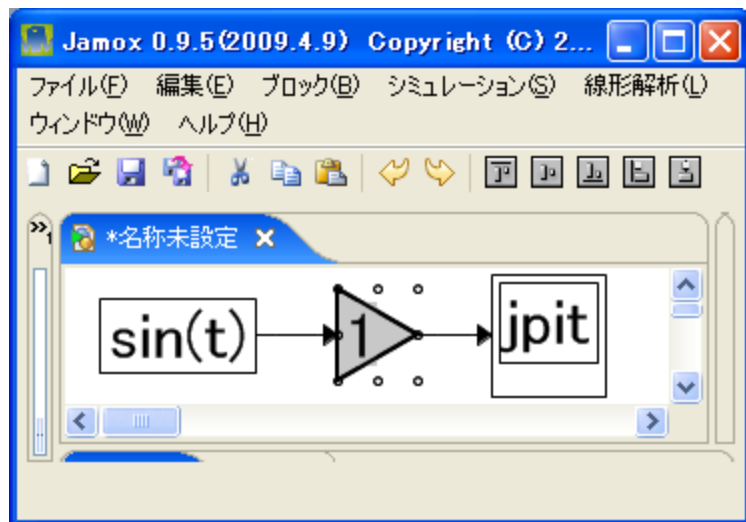 Jamox 0.9.5(2009.4.9) Copyright (C) 2...
ファイル(F) 編集(E) ブロック(B) シミュレーション(S) 線形解析(L)
ウィンドウ(W) ヘルプ(H)
»1
*名称未設定
sin(t) 1 jpit